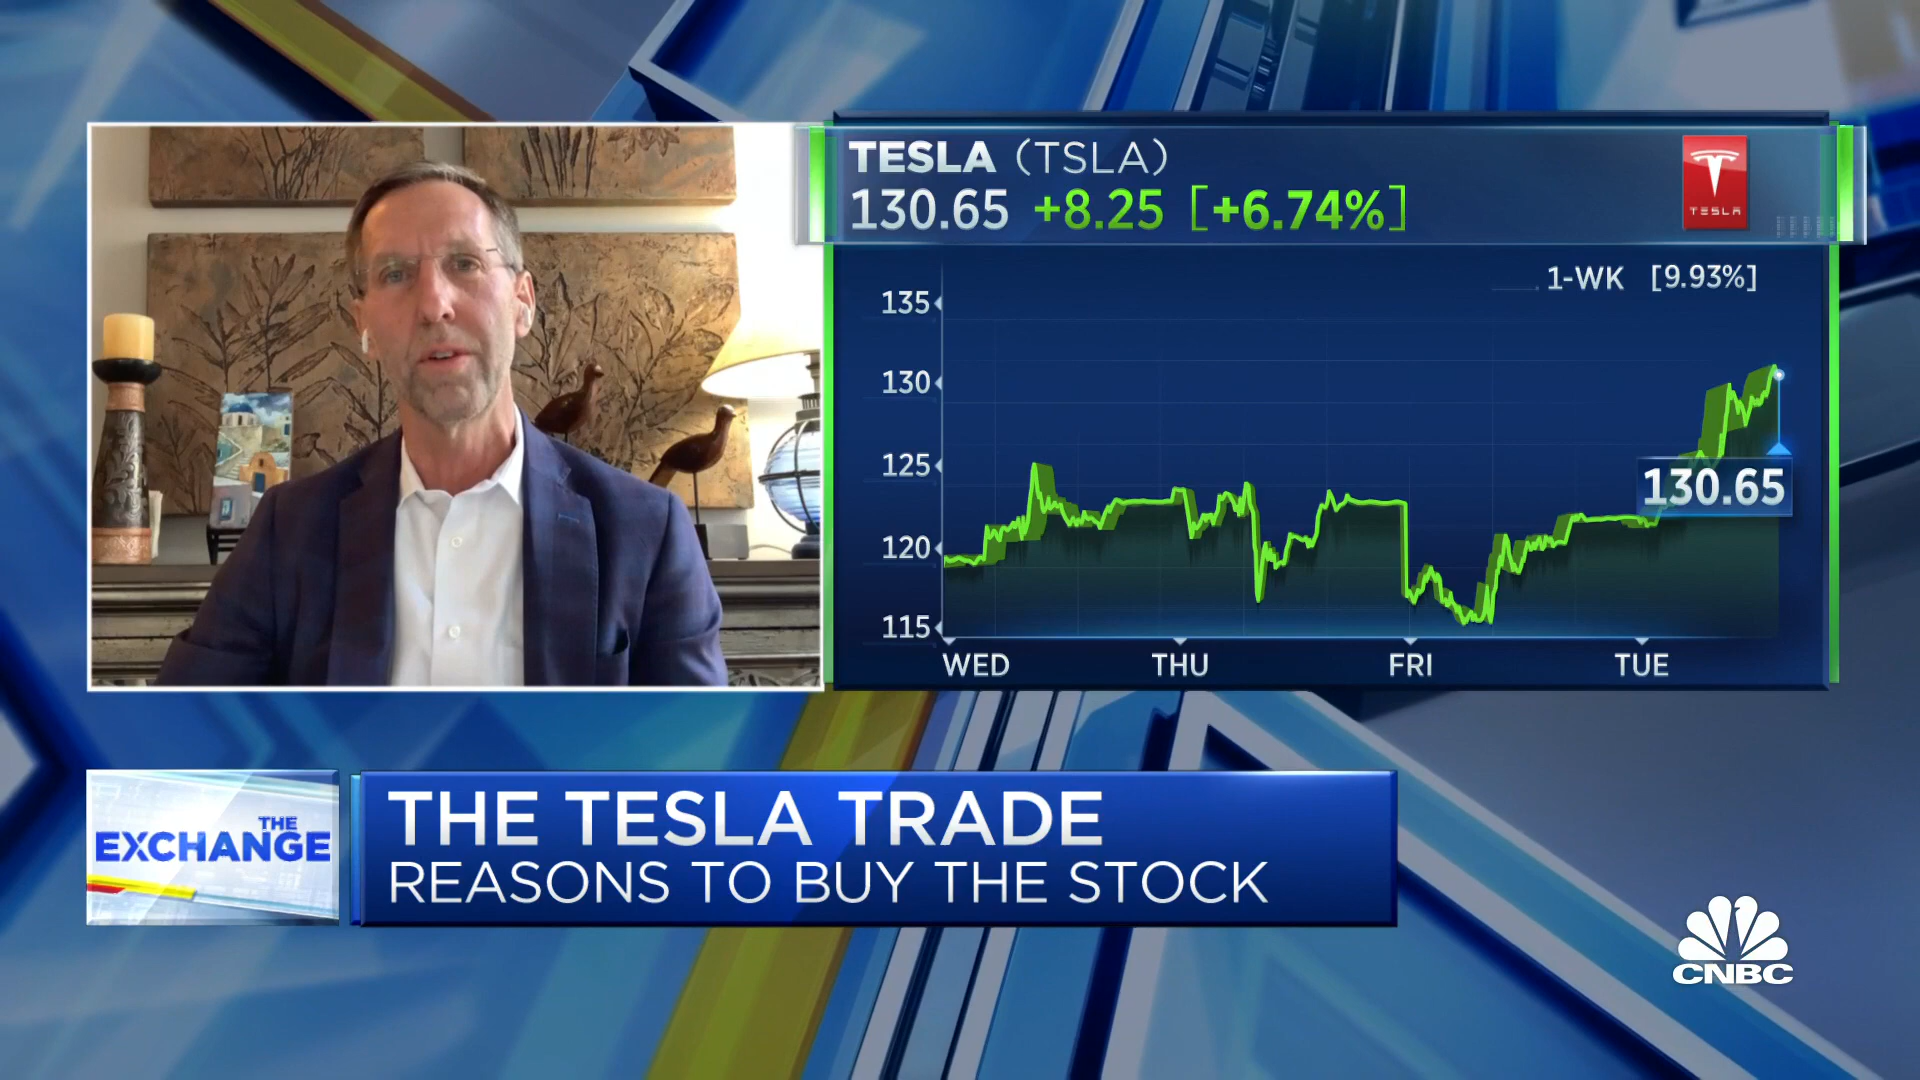 TESLA (TSLA)
130.65 +8.25 [+6.74%]
TESLA
1-WK [9.93%]
135
130
125
120
115
130.65
WED THU FRI TUE
THE
EXCHANGE
THE TESLA TRADE
REASONS TO BUY THE STOCK
CNBC